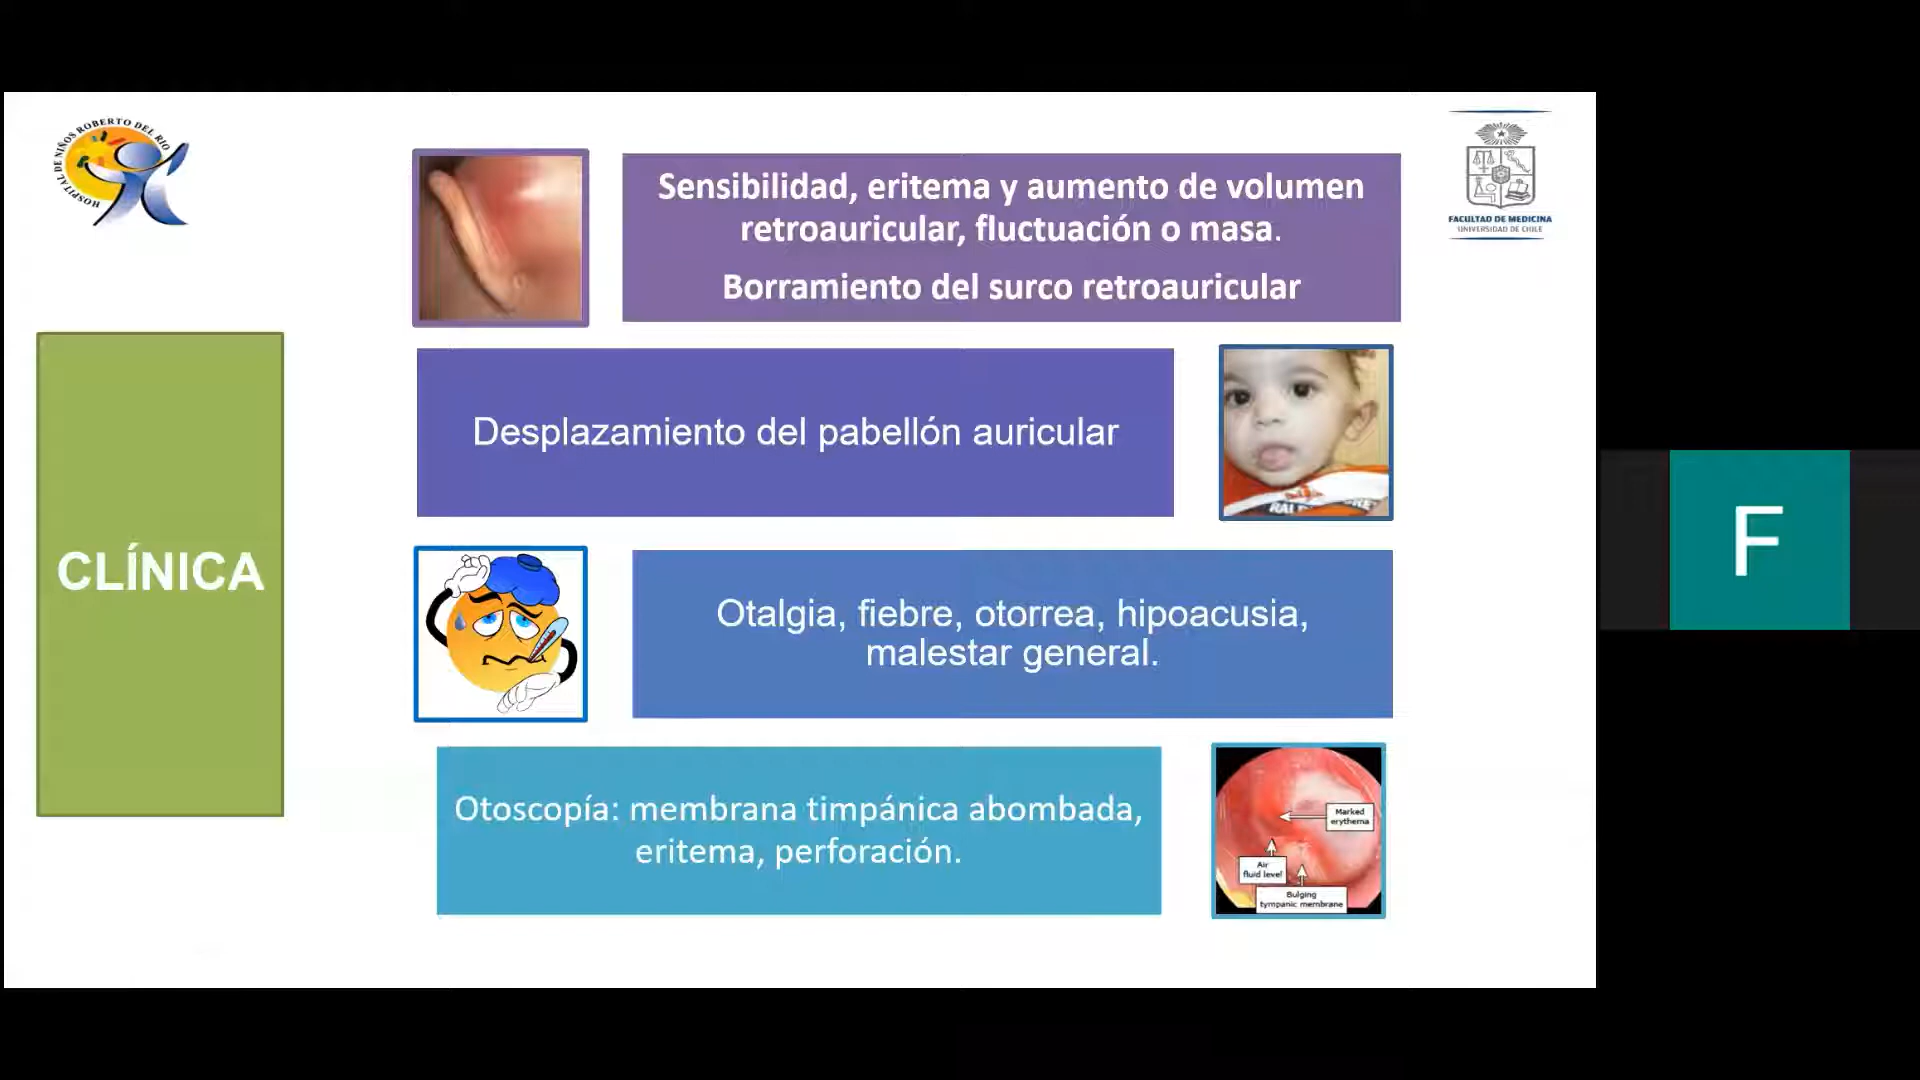 HOSPITAL DE NIÑOS ROBERTO DEL RIO
FACULTAD DE MEDICINA
UNIVERSIDAD DE CHILE
Sensibilidad, eritema y aumento de volumen
retroauricular, fluctuación o masa.
Borramiento del surco retroauricular
Desplazamiento del pabellón auricular
CLÍNICA
F
Otalgia, fiebre, otorrea, hipoacusia,
malestar general.
Otoscopía: membrana timpánica abombada,
eritema, perforación.
Marked
erythema
Air
fluid level
Bulging
tympanic membrane